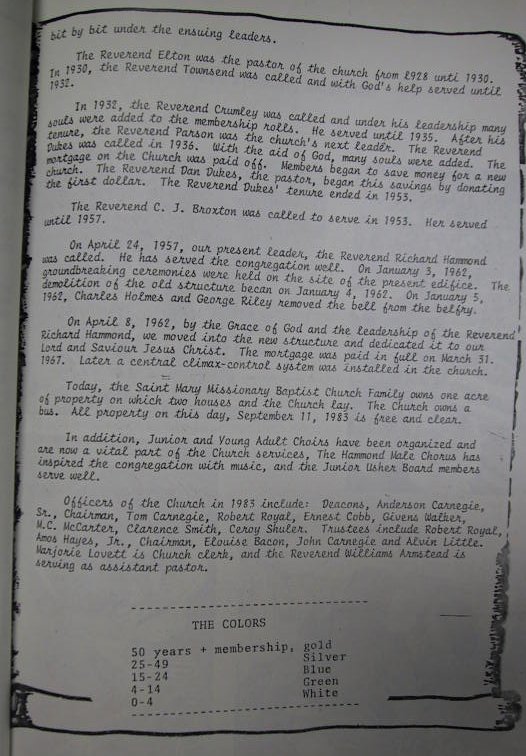 bit by bit under the ensuing leaders.
The Reverend Elton was the pastor of the church from l928 unti 1930.
In 1930, the Reverend Townsend was called and with God's help served until
1932.
In 1932, the Reverend Crumley was called and under his leadership many
souls were added to the membership rolls. He served until 1935. After his
tenure, the Reverend Parson was the church's next leader. The Reverend
Dukes was called in 1936. With the aid of God, many souls were added. The
mortgage on the Church was paid off. Members began to save money for a new
church. The Reverend Dan Dukes, the pastor, began this savings by donating
the first dollar. The Reverend Dukes' tenure ended in 1953.
The Reverend C. J. Broxton was called to serve in 1953. Her served
until 1957.
On April 24, 1957, our present leader, the Reverend Richard Hammond
was called. He has served the congregation well. On January 3, 1962,
groundbreaking ceremonies were held on the site of the present edifice. The
demolition of the old structure becan on January 4, 1962. On January 5,
1962, Charles Holmes and George Riley removed the bell from the belfry.
On April 8, 1962, by the Grace of God and the leadership of the Reverend
Richard Hammond, we moved into the new structure and dedicated it to our
Lord and Saviour Jesus Christ. The mortgage was paid in full on March 31.
1967. Later a central climax-control system was installed in the church.
Today, the Saint Mary Missionary Baptist Church Family owns one acre
of property on which two houses and the Church lay. The Church owns a
bus. All property on this day, September 11, 1983 is free and clear.
In addition, Junior and Young Adult Choirs have been organized and
are now a vital part of the Church services, The Hammond Male Chorus has
inspired the congregation with music, and the Junior Usher Board members
serve well.
Officers of the Church in 1983 include: Deacons, Anderson Carnegie,
Sr., Chairman, Tom Carnegie, Robert Royal, Ernest Cobb, Givens Walker,
M.C. McCarter, Clarence Smith, Ceroy Shuler. Trustees include Robert Royal,
Amos Hayes, Jr., Chairman, Elouise Bacon, John Carnegie and Alvin Little.
Marjorie Lovett is Church clerk, and the Reverend Williams Armstead is
serving as assistant pastor.
THE COLORS
50 years + membership, gold
25-49 Silver
15-24 Blue
4-14 Green
0-4 White